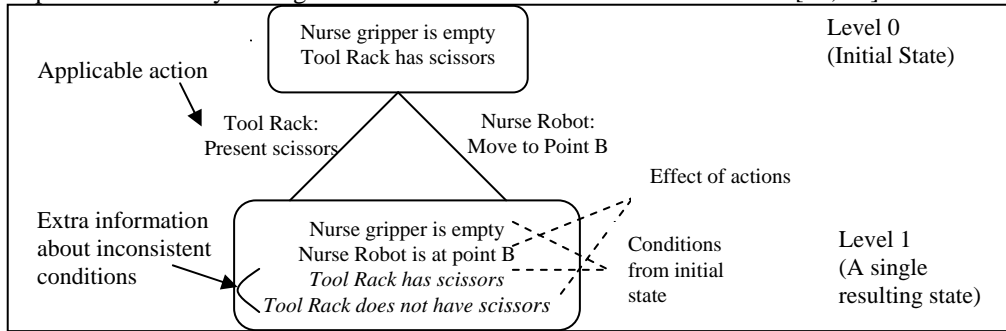 Nurse gripper is empty
Tool Rack has scissors
Level 0
(Initial State)
Applicable action
Tool Rack:
Present scissors
Nurse Robot:
Move to Point B
Effect of actions
Extra information
about inconsistent
conditions
Nurse gripper is empty
Nurse Robot is at point B
Tool Rack has scissors
Tool Rack does not have scissors
Conditions
from initial
state
Level 1
(A single
resulting state)